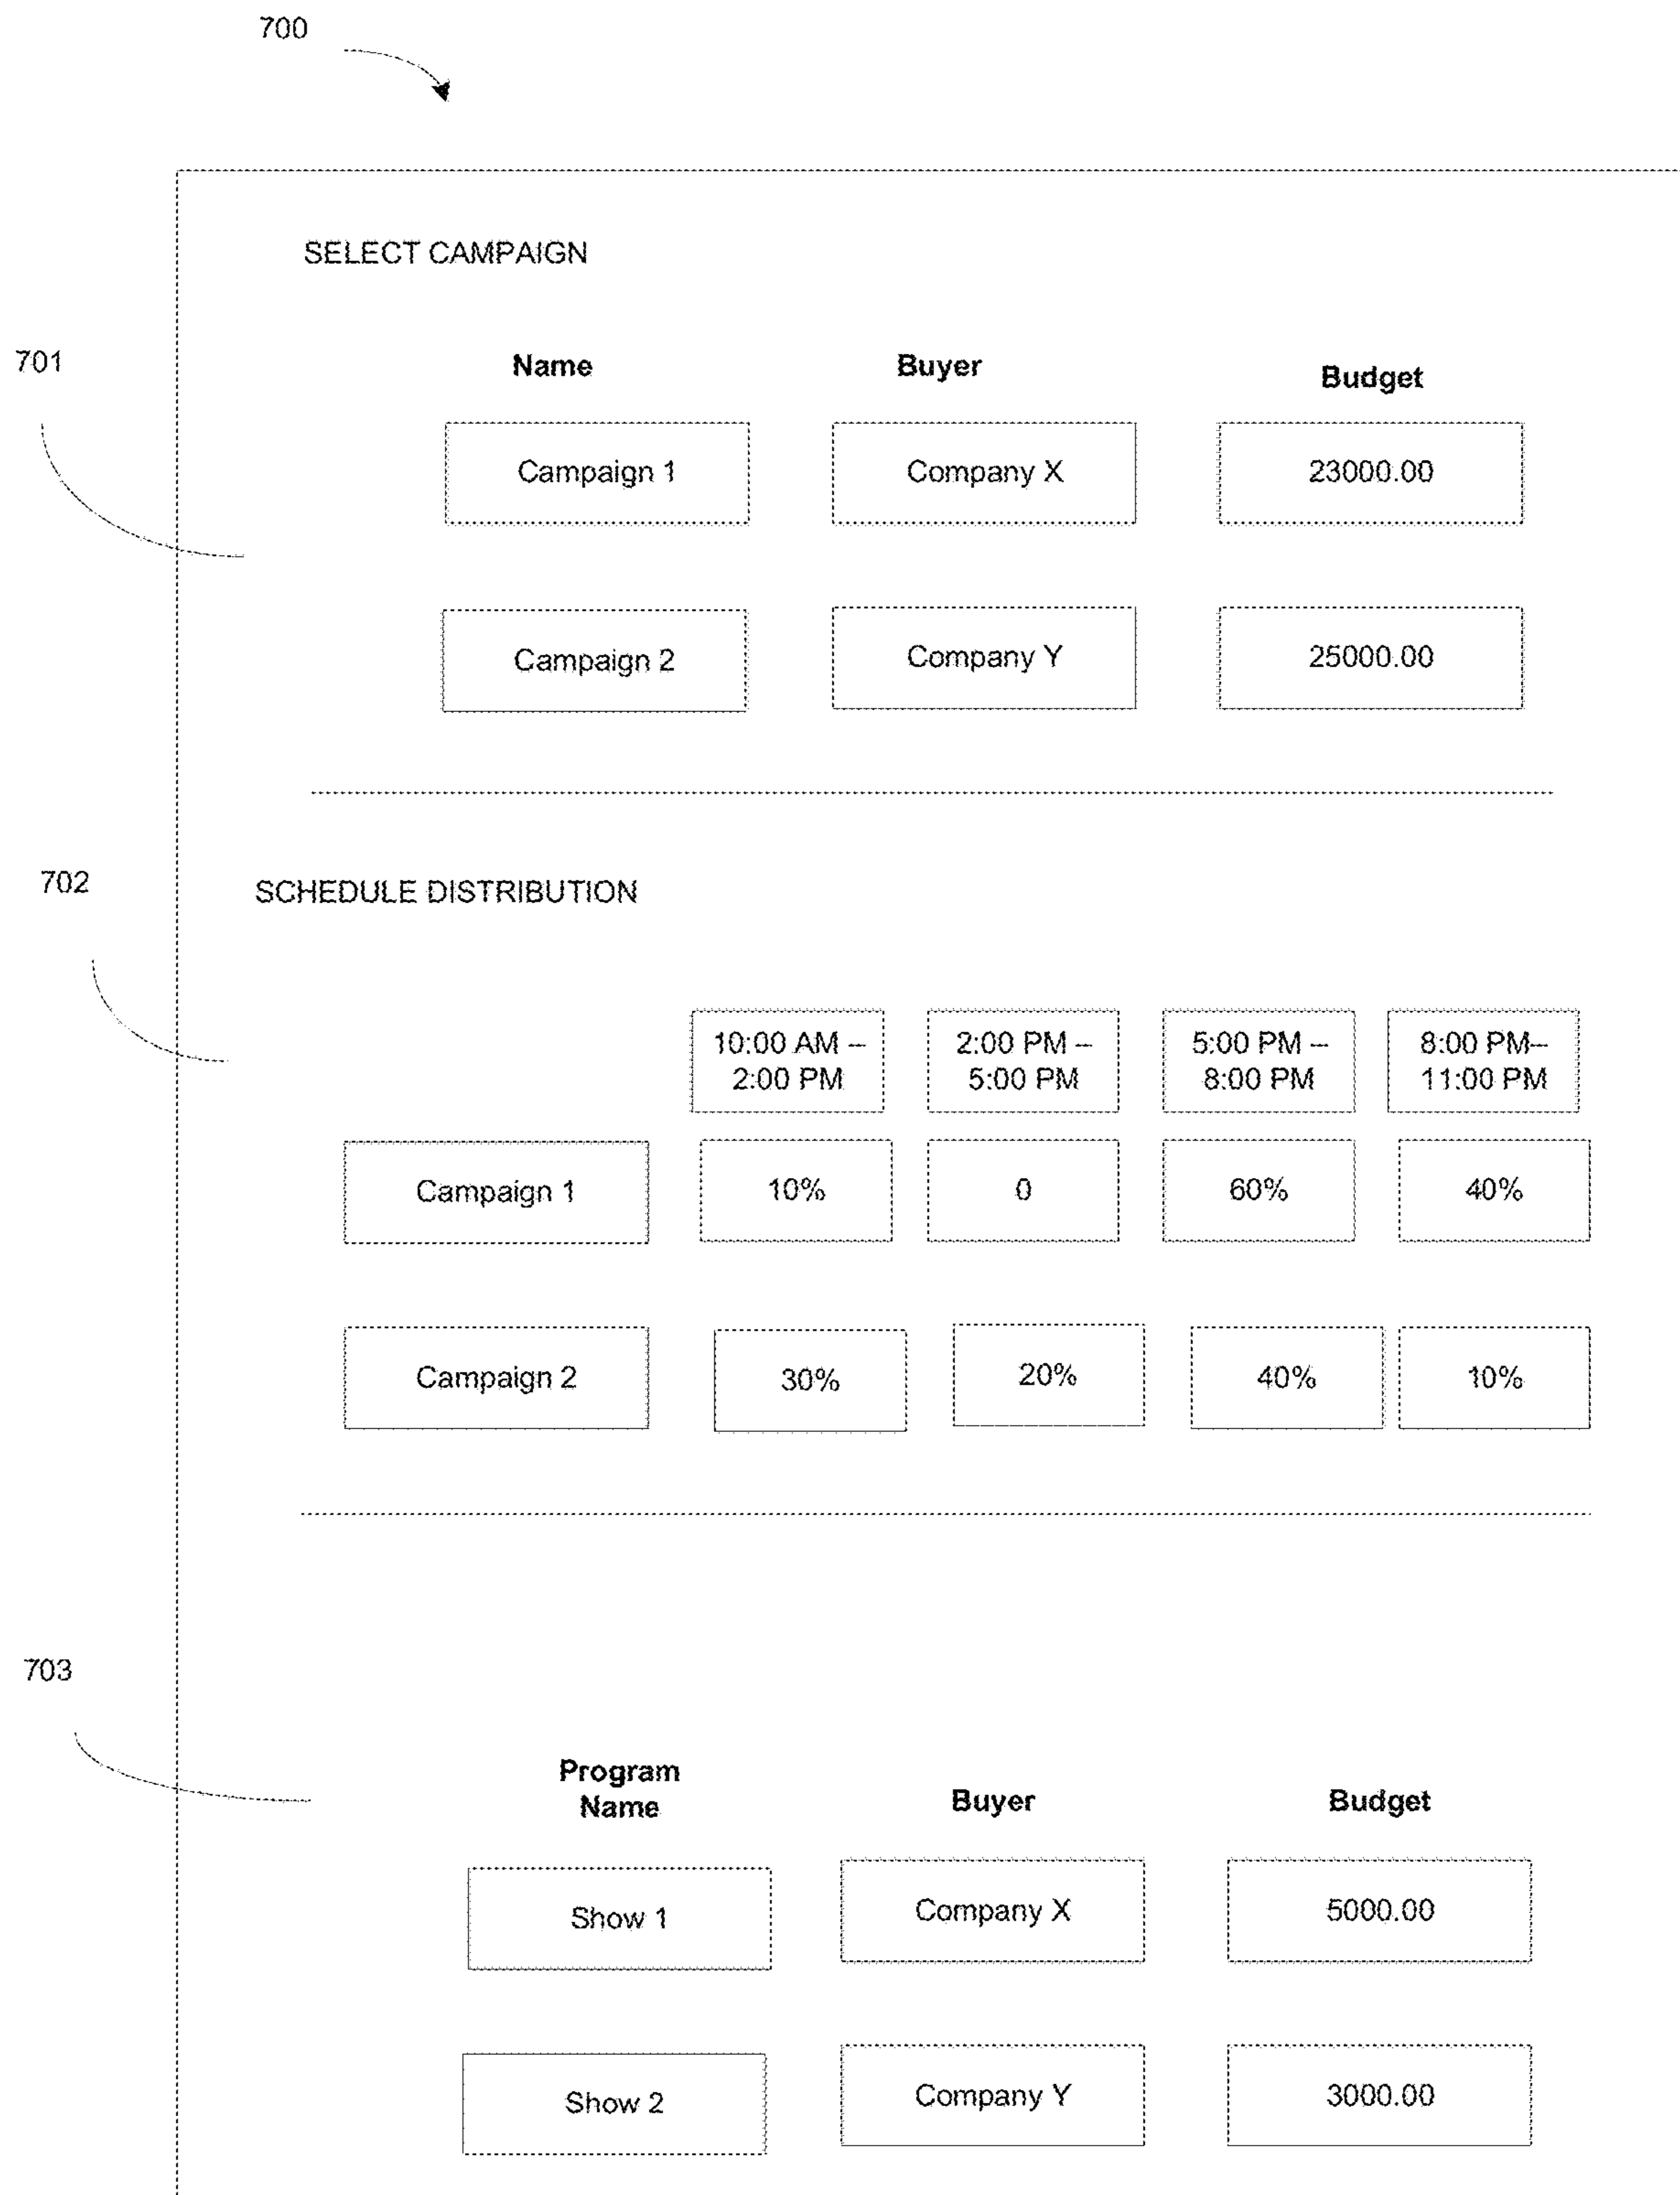 700
SELECT CAMPAIGN
701
Name Buyer Budget
Campaign 1 Company X 23000.00
Campaign 2 Company Y 25000.00
702
SCHEDULE DISTRIBUTION
10:00 AM – 2:00 PM – 5:00 PM – 8:00 PM–
2:00 PM 5:00 PM 8:00 PM 11:00 PM
Campaign 1 10% 0 60% 40%
Campaign 2 30% 20% 40% 10%
703
Program
Name Buyer Budget
Show 1 Company X 5000.00
Show 2 Company Y 3000.00